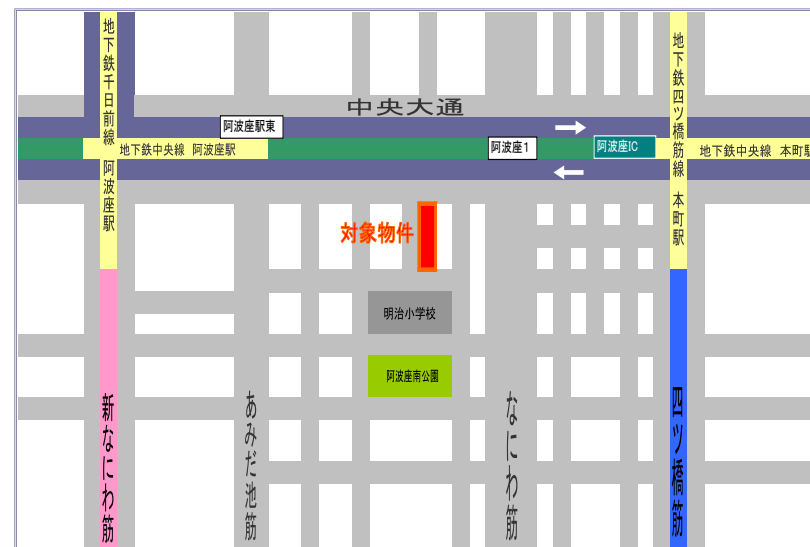 地下鉄千日前線 阿波座駅
地下鉄四ツ橋筋線 本町駅
中央大通
阿波座駅東
地下鉄中央線 阿波座駅
阿波座1
阿波座IC
地下鉄中央線 本町駅
対象物件
明治小学校
阿波座南公園
新なにわ筋
あみだ池筋
なにわ筋
四ツ橋筋